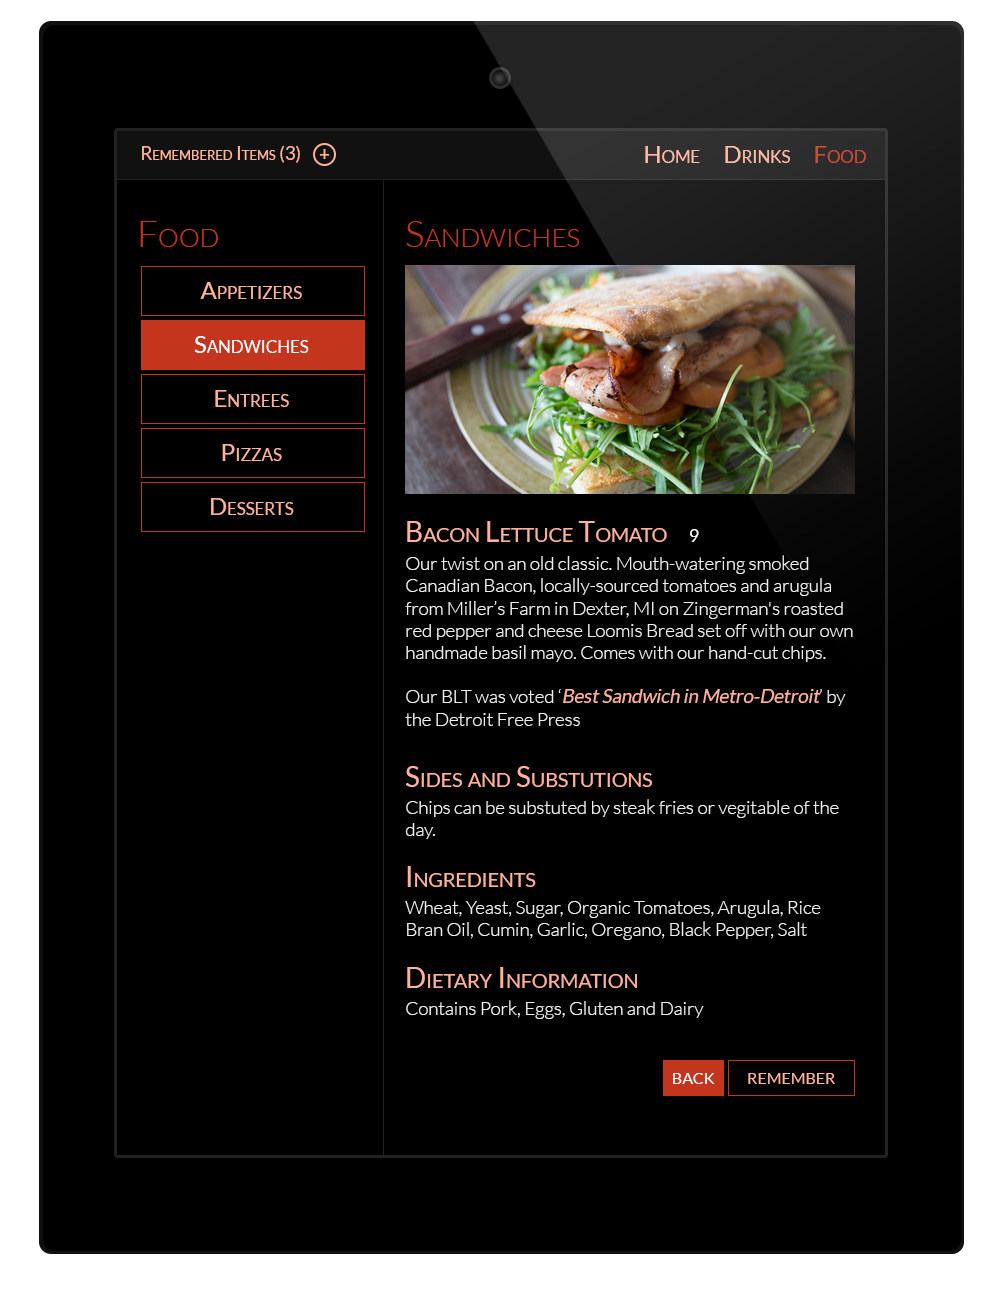 Remembered Items (3) +
Home Drinks Food
Food
Appetizers
Sandwiches
Entrees
Pizzas
Desserts
Sandwiches
Bacon Lettuce Tomato 9
Our twist on an old classic. Mouth-watering smoked
Canadian Bacon, locally-sourced tomatoes and arugula
from Miller’s Farm in Dexter, MI on Zingerman's roasted
red pepper and cheese Loomis Bread set off with our own
handmade basil mayo. Comes with our hand-cut chips.
Our BLT was voted ‘Best Sandwich in Metro-Detroit’ by
the Detroit Free Press
Sides and Substutions
Chips can be substuted by steak fries or vegitable of the
day.
Ingredients
Wheat, Yeast, Sugar, Organic Tomatoes, Arugula, Rice
Bran Oil, Cumin, Garlic, Oregano, Black Pepper, Salt
Dietary Information
Contains Pork, Eggs, Gluten and Dairy
BACK REMEMBER